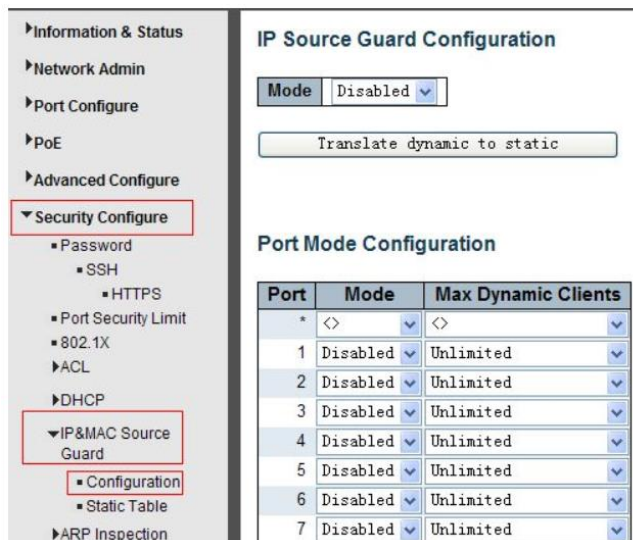 Information & Status
Network Admin
Port Configure
PoE
Advanced Configure
Security Configure
Password
SSH
HTTPS
Port Security Limit
802.1X
ACL
DHCP
IP&MAC Source
Guard
Configuration
Static Table
ARP Inspection
IP Source Guard Configuration
Mode Disabled
Translate dynamic to static
Port Mode Configuration
Port Mode Max Dynamic Clients
* <> <>
1 Disabled Unlimited
2 Disabled Unlimited
3 Disabled Unlimited
4 Disabled Unlimited
5 Disabled Unlimited
6 Disabled Unlimited
7 Disabled Unlimited